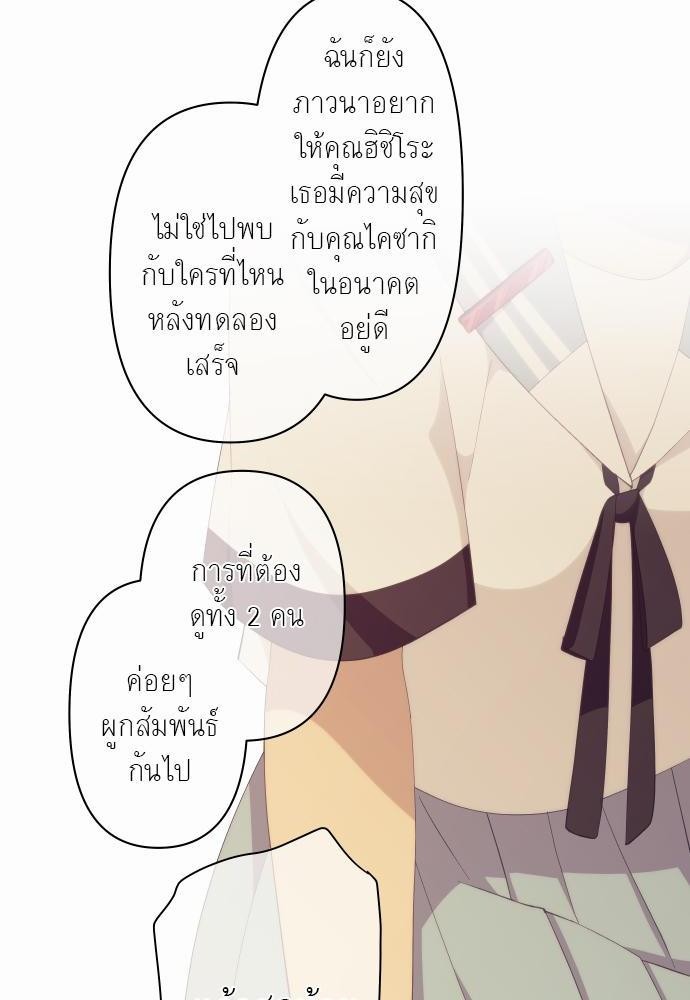 ฉันก็ยัง
ภาวนาอยาก
ให้คุณฮิชิโระ
เธอมีความสุข
กับคุณไคซากิ
ในอนาคต
อยู่ดี
ไม่ใช่ไปพบ
กับใครที่ไหน
หลังทดลอง
เสร็จ
การที่ต้อง
ดูทั้ง 2 คน
ค่อยๆ
ผูกสัมพันธ์
กันไป